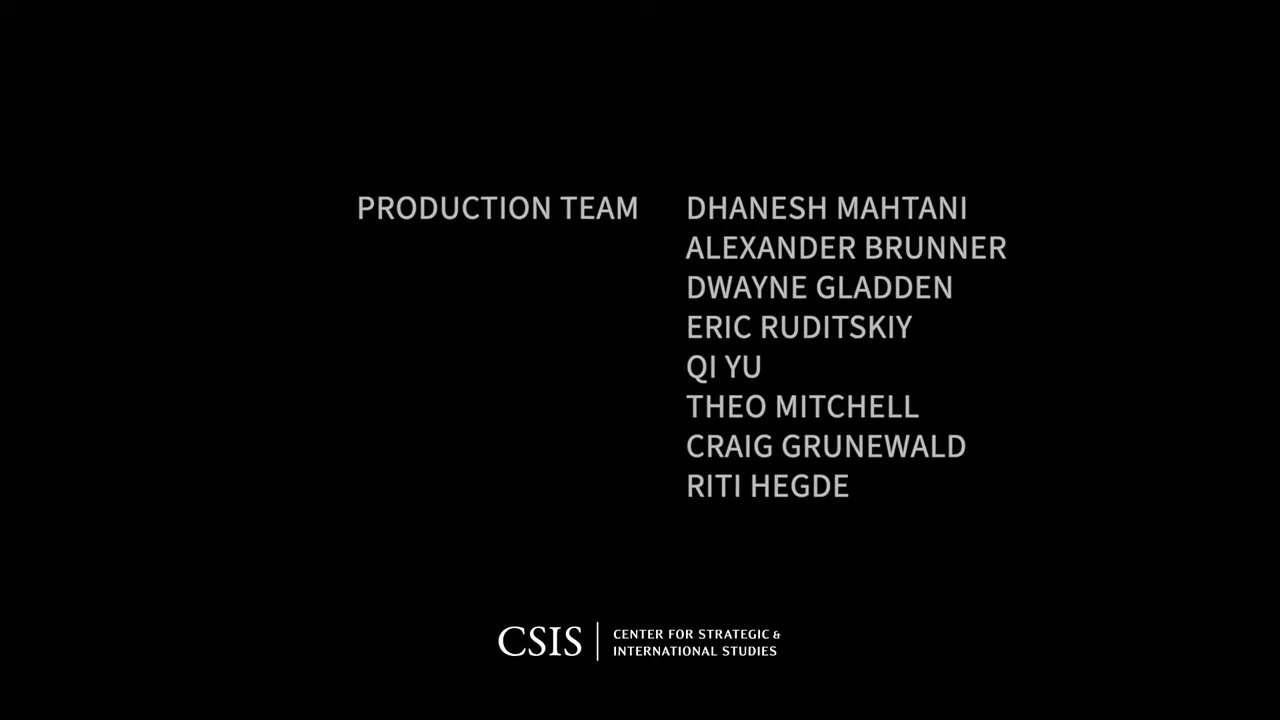 PRODUCTION TEAM DHANESH MAHTANI
ALEXANDER BRUNNER
DWAYNE GLADDEN
ERIC RUDITSKIY
QI YU
THEO MITCHELL
CRAIG GRUNEWALD
RITI HEGDE
CSIS
CENTER FOR STRATEGIC &
INTERNATIONAL STUDIES